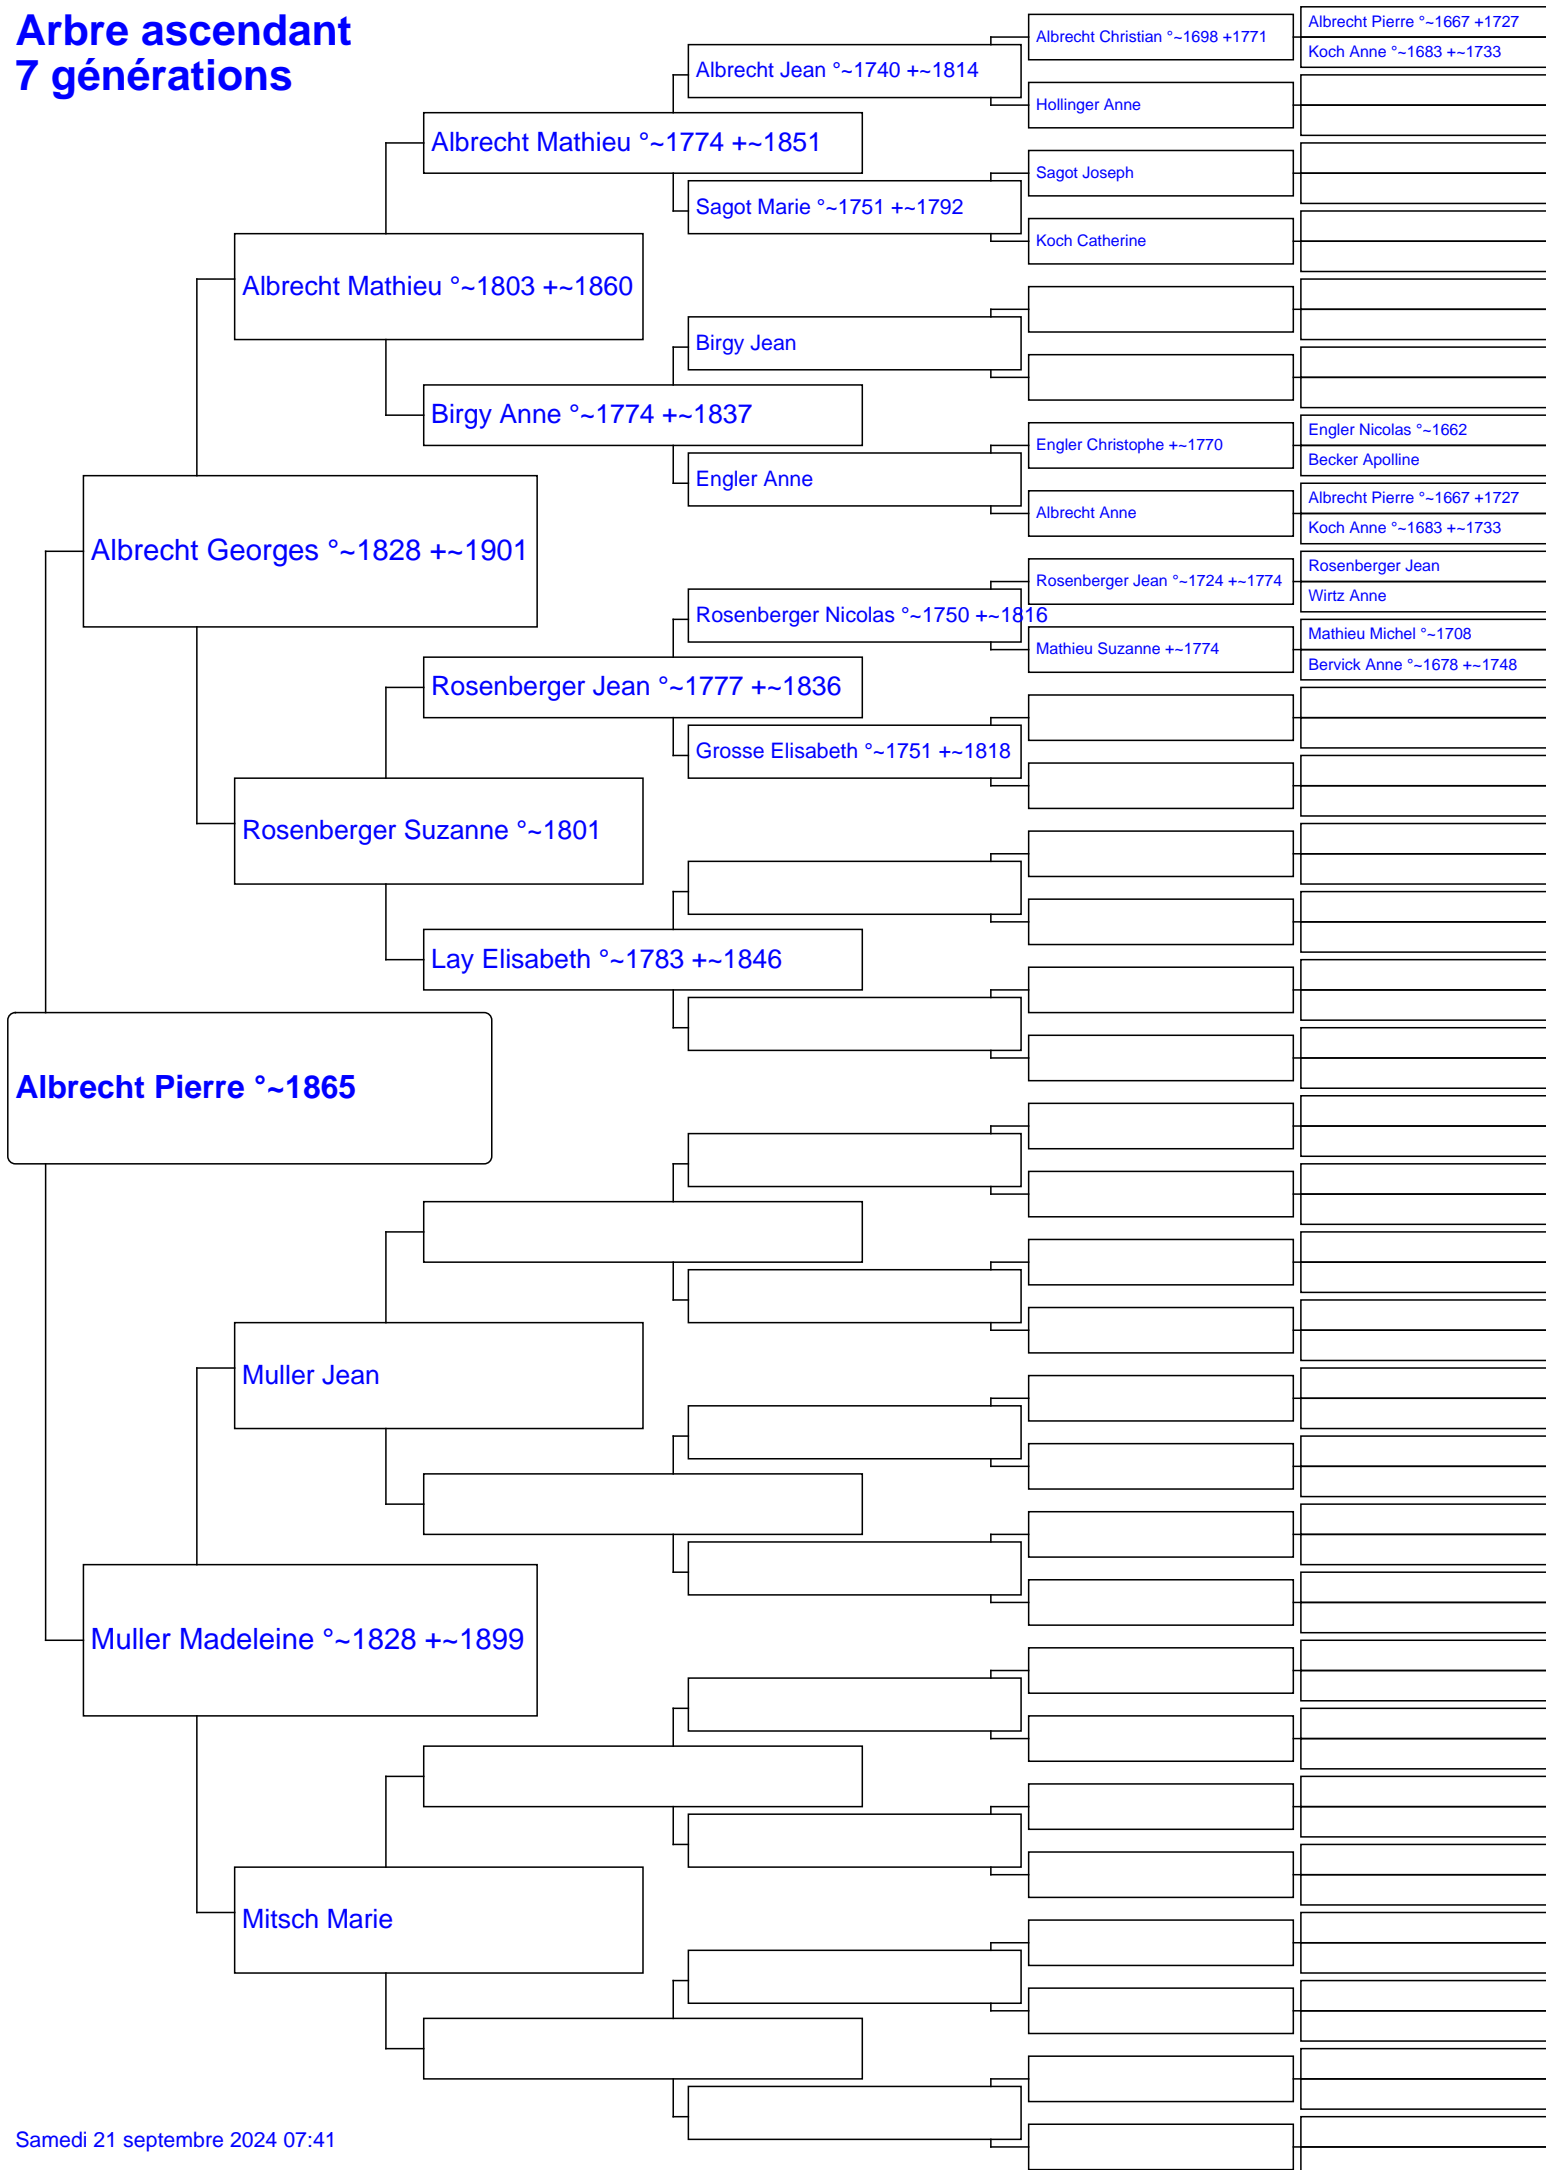 Arbre ascendant
7 générations
Albrecht Pierre °~1667 +1727
Albrecht Christian °~1698 +1771
Koch Anne °~1683 +~1733
Albrecht Jean °~1740 +~1814
Hollinger Anne
Albrecht Mathieu °~1774 +~1851
Sagot Joseph
Sagot Marie °~1751 +~1792
Koch Catherine
Albrecht Mathieu °~1803 +~1860
Birgy Jean
Birgy Anne °~1774 +~1837
Engler Nicolas °~1662
Engler Christophe +~1770
Becker Apolline
Engler Anne
Albrecht Pierre °~1667 +1727
Albrecht Anne
Koch Anne °~1683 +~1733
Albrecht Georges °~1828 +~1901
Rosenberger Jean
Rosenberger Jean °~1724 +~1774
Wirtz Anne
Rosenberger Nicolas °~1750 +~1816
Mathieu Michel °~1708
Mathieu Suzanne +~1774
Bervick Anne °~1678 +~1748
Rosenberger Jean °~1777 +~1836
Grosse Elisabeth °~1751 +~1818
Rosenberger Suzanne °~1801
Lay Elisabeth °~1783 +~1846
Albrecht Pierre °~1865
Muller Jean
Muller Madeleine °~1828 +~1899
Mitsch Marie
Samedi 21 septembre 2024 07:41